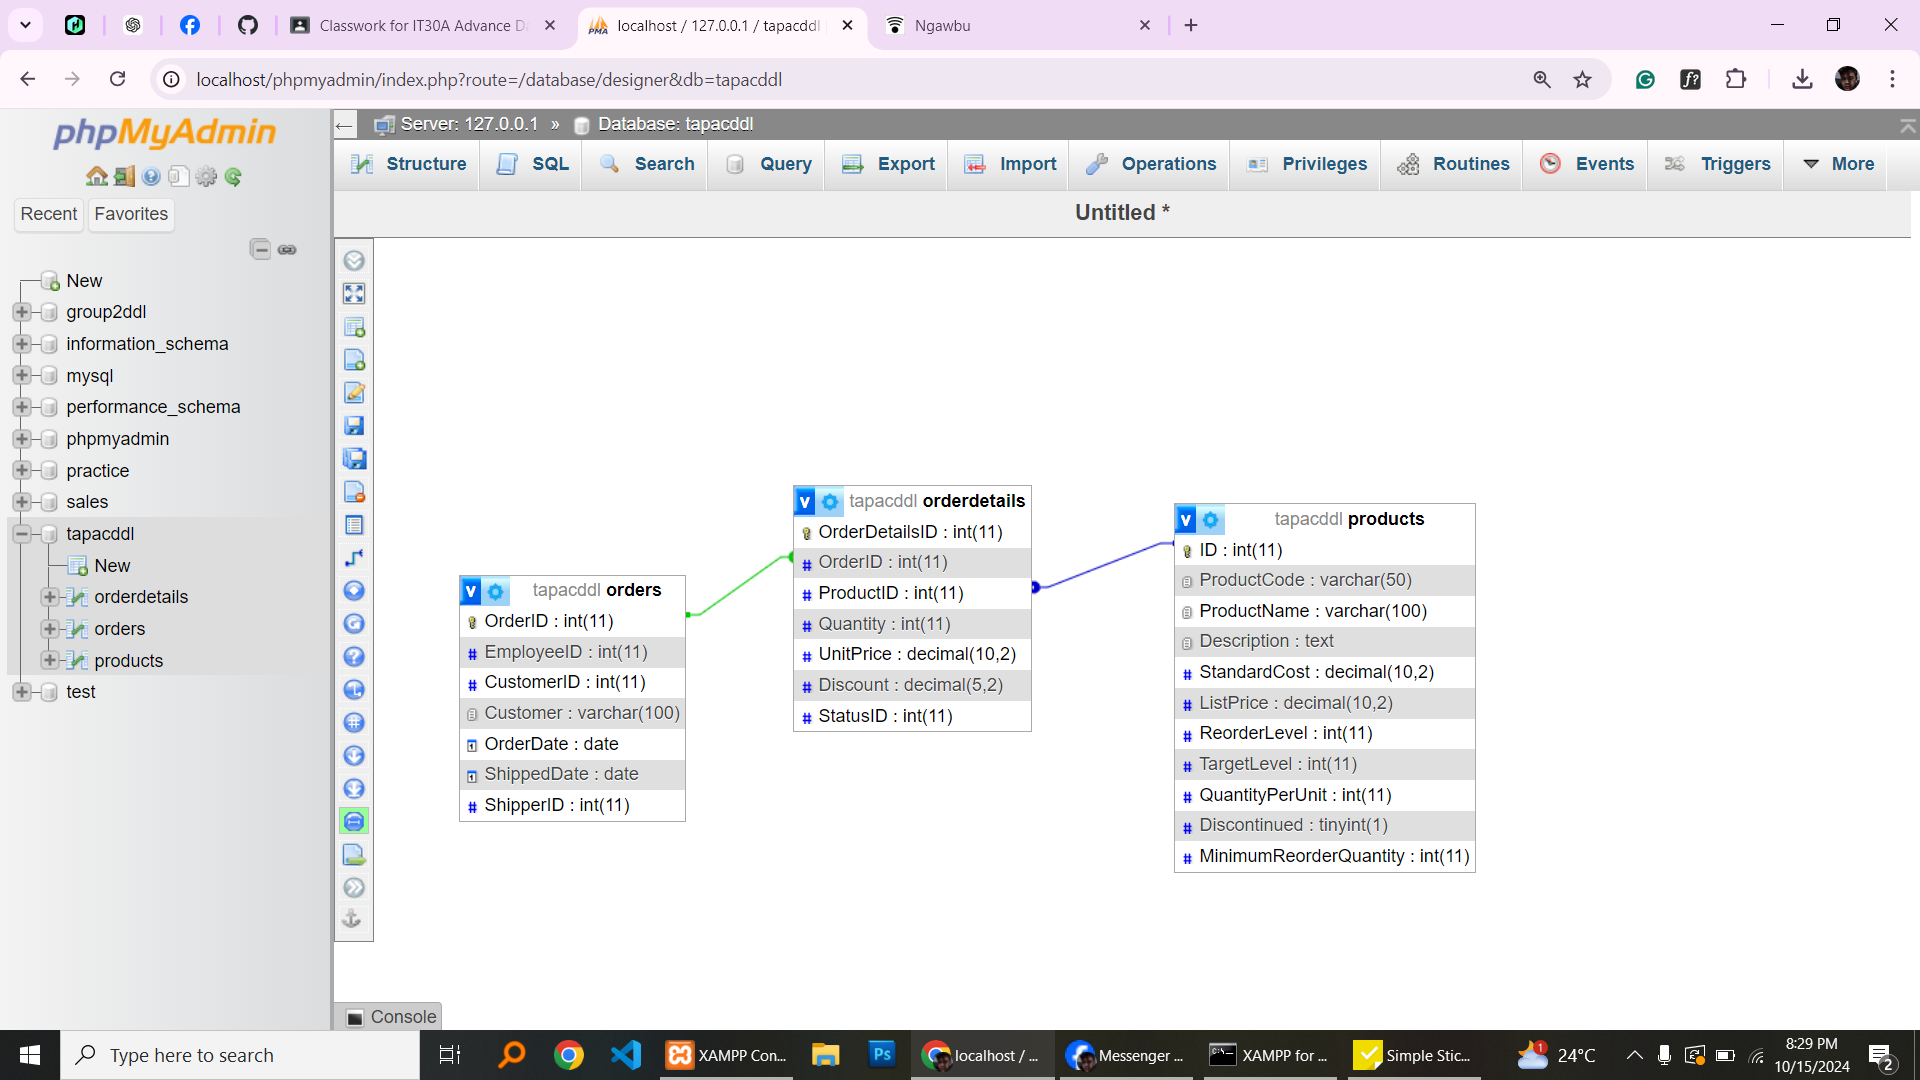 Classwork for IT30A Advance Da
localhost / 127.0.0.1 / tapacddl
Ngawbu
localhost/phpmyadmin/index.php?route=/database/designer&db=tapacddl
phpMyAdmin
Recent
Favorites
New
group2ddl
information_schema
mysql
performance_schema
phpmyadmin
practice
sales
tapacddl
New
orderdetails
orders
products
test
Server: 127.0.0.1 » Database: tapacddl
Structure
SQL
Search
Query
Export
Import
Operations
Privileges
Routines
Events
Triggers
More
Untitled *
v tapacddl orders
OrderID : int(11)
# EmployeeID : int(11)
# CustomerID : int(11)
Customer : varchar(100)
OrderDate : date
ShippedDate : date
# ShipperID : int(11)
v tapacddl orderdetails
OrderDetailsID : int(11)
# OrderID : int(11)
# ProductID : int(11)
# Quantity : int(11)
# UnitPrice : decimal(10,2)
# Discount : decimal(5,2)
# StatusID : int(11)
v tapacddl products
ID : int(11)
ProductCode : varchar(50)
ProductName : varchar(100)
Description : text
# StandardCost : decimal(10,2)
# ListPrice : decimal(10,2)
# ReorderLevel : int(11)
# TargetLevel : int(11)
# QuantityPerUnit : int(11)
# Discontinued : tinyint(1)
# MinimumReorderQuantity : int(11)
Console
Type here to search
XAMPP Con...
Ps
localhost / ...
Messenger ...
XAMPP for ...
Simple Stic...
1
24°C
8:29 PM
10/15/2024
2